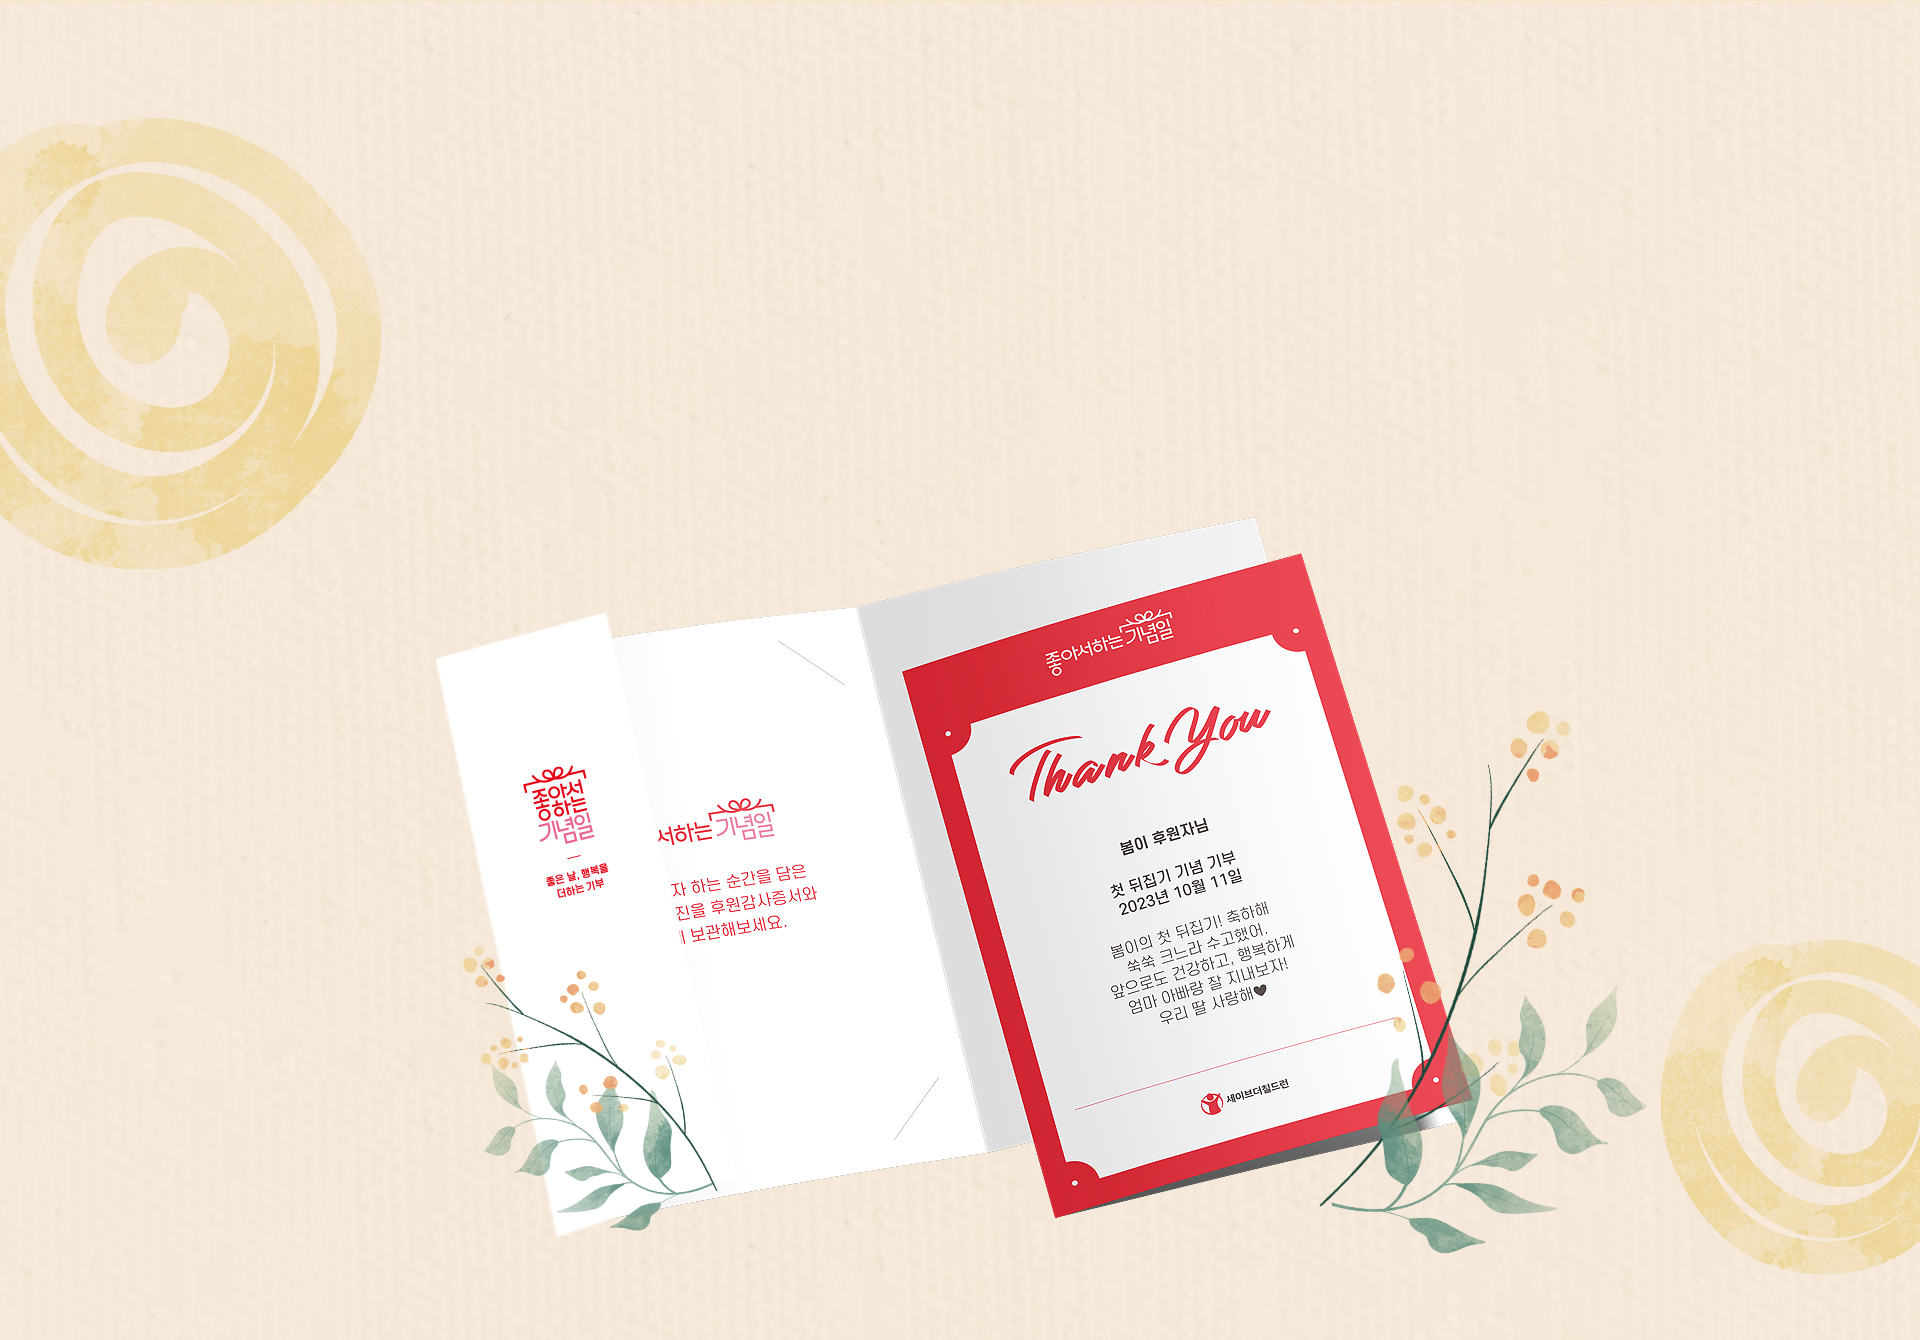 좋아서
하는
기념일
좋은 날, 행복을
더하는 기부
서하는 기념일
자 하는 순간을 담은
진을 후원감사증서와
보관해보세요.
좋아서하는 기념일
Thank You
봄이 후원자님
첫 뒤집기 기념 기부
2023년 10월 11일
봄이의 첫 뒤집기! 축하해
쑥쑥 크느라 수고했어.
앞으로도 건강하고, 행복하게
엄마 아빠랑 잘 지내보자!
우리 딸 사랑해♥
세이브더칠드런